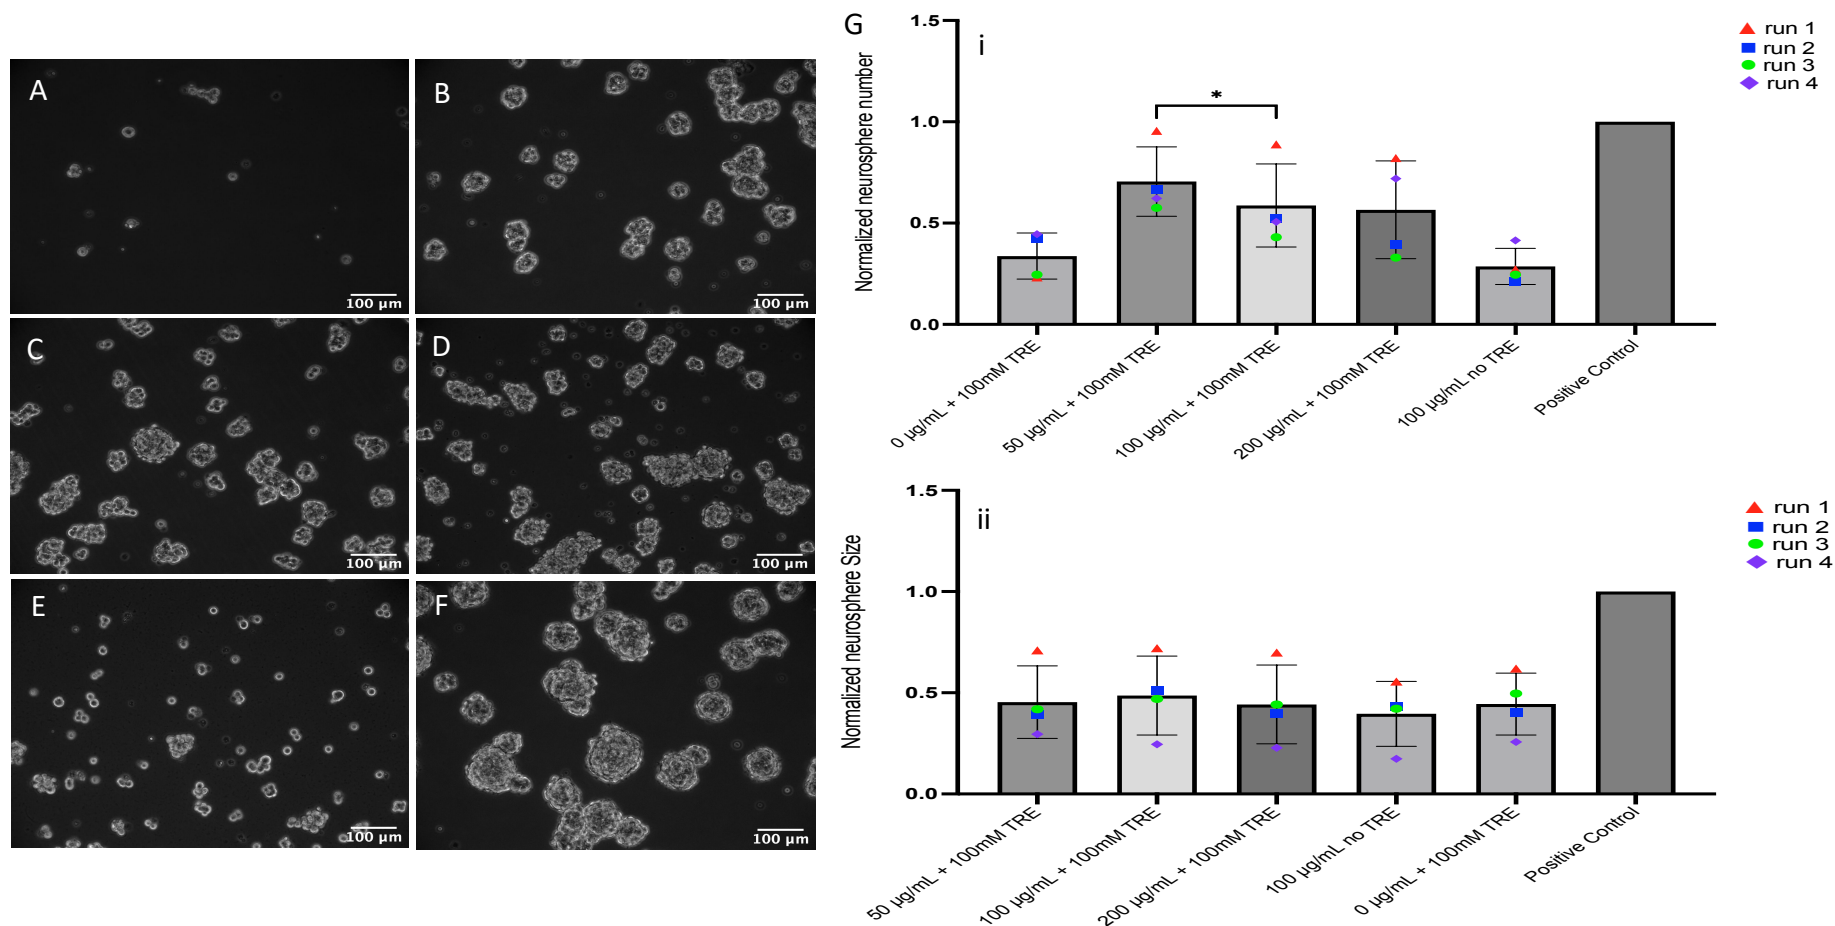 A
100 µm
B
100 µm
C
100 µm
D
100 µm
E
100 µm
F
100 µm
G
i
Normalized neurosphere number
1.5
1.0
0.5
0.0
*
run 1
run 2
run 3
run 4
0 µg/mL + 100mM TRE
50 µg/mL + 100mM TRE
100 µg/mL + 100mM TRE
200 µg/mL + 100mM TRE
100 µg/mL no TRE
Positive Control
ii
Normalized neurosphere Size
1.5
1.0
0.5
0.0
run 1
run 2
run 3
run 4
50 µg/mL + 100mM TRE
100 µg/mL + 100mM TRE
200 µg/mL + 100mM TRE
100 µg/mL no TRE
0 µg/mL + 100mM TRE
Positive Control